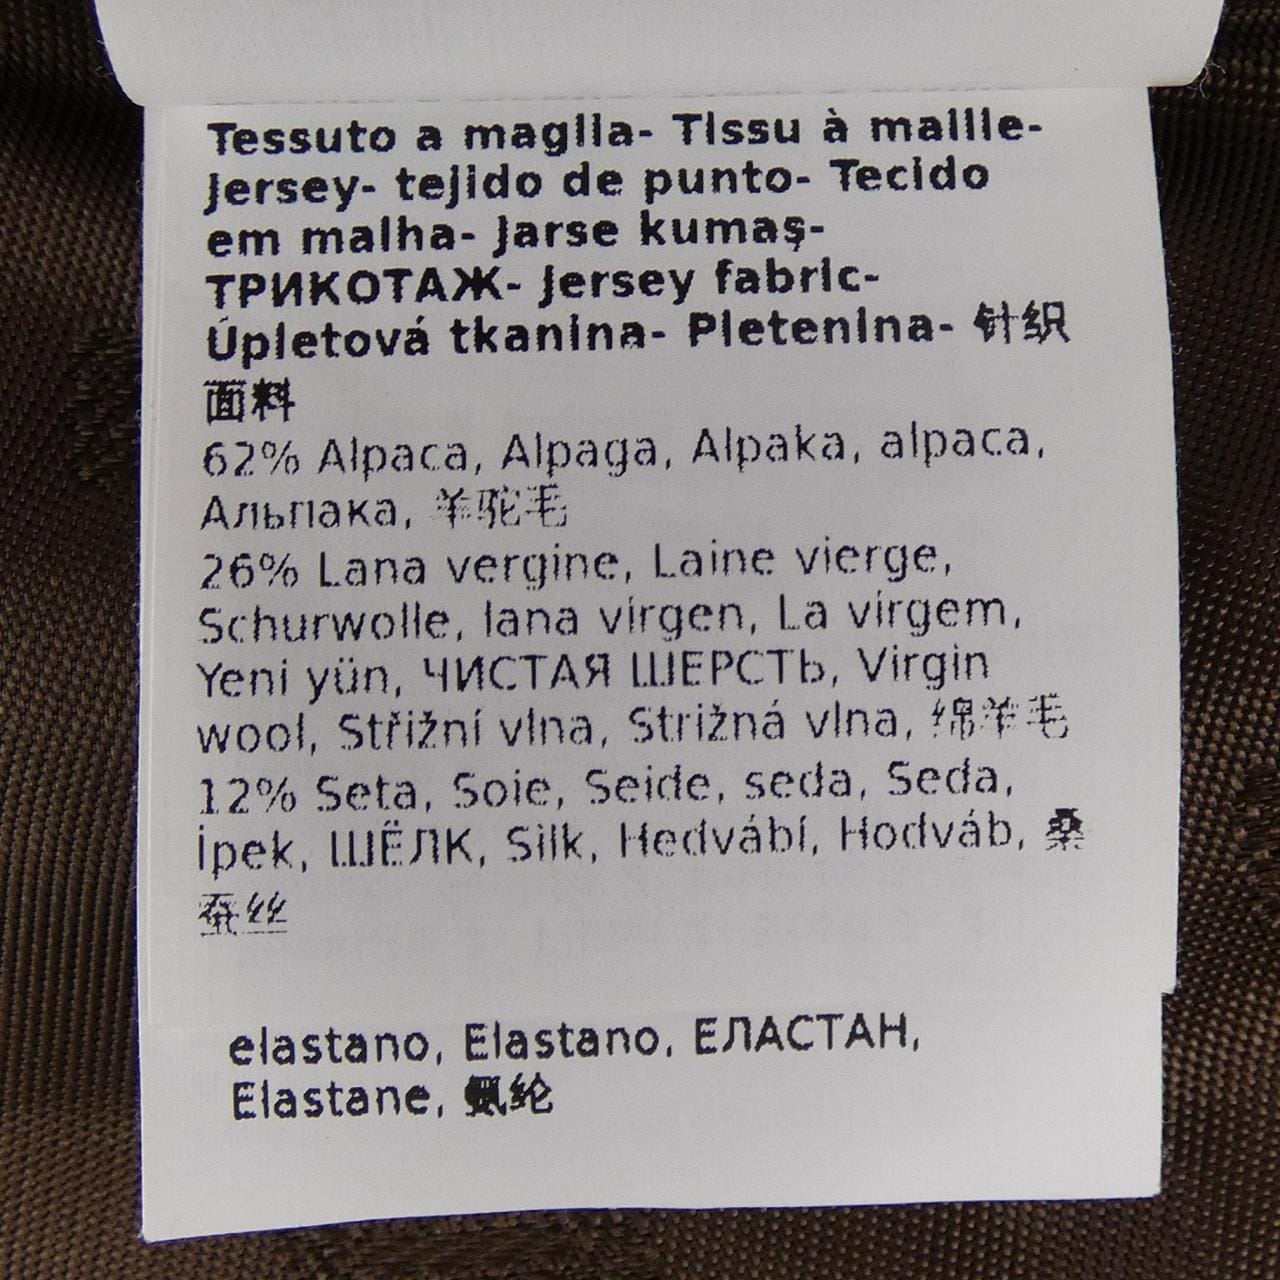 Tessuto a maglia- Tissu à maille-
Jersey- tejido de punto- Tecido
em malha- Jarse kumaş-
ТРИКОТАЖ- Jersey fabric-
Úpletová tkanina- Pletenina- 针织
面料
62% Alpaca, Alpaga, Alpaka, alpaca,
Альпака, 羊驼毛
26% Lana vergine, Laine vierge,
Schurwolle, lana virgen, La virgem,
Yeni yün, ЧИСТАЯ ШЕРСТЬ, Virgin
wool, Střižní vlna, Strižná vlna, 绵羊毛
12% Seta, Soie, Seide, seda, Seda,
İpek, ШЁЛК, Silk, Hedvábí, Hodváb, 桑
蚕丝
elastano, Elastano, ЕЛАСТАН,
Elastane, 氨纶